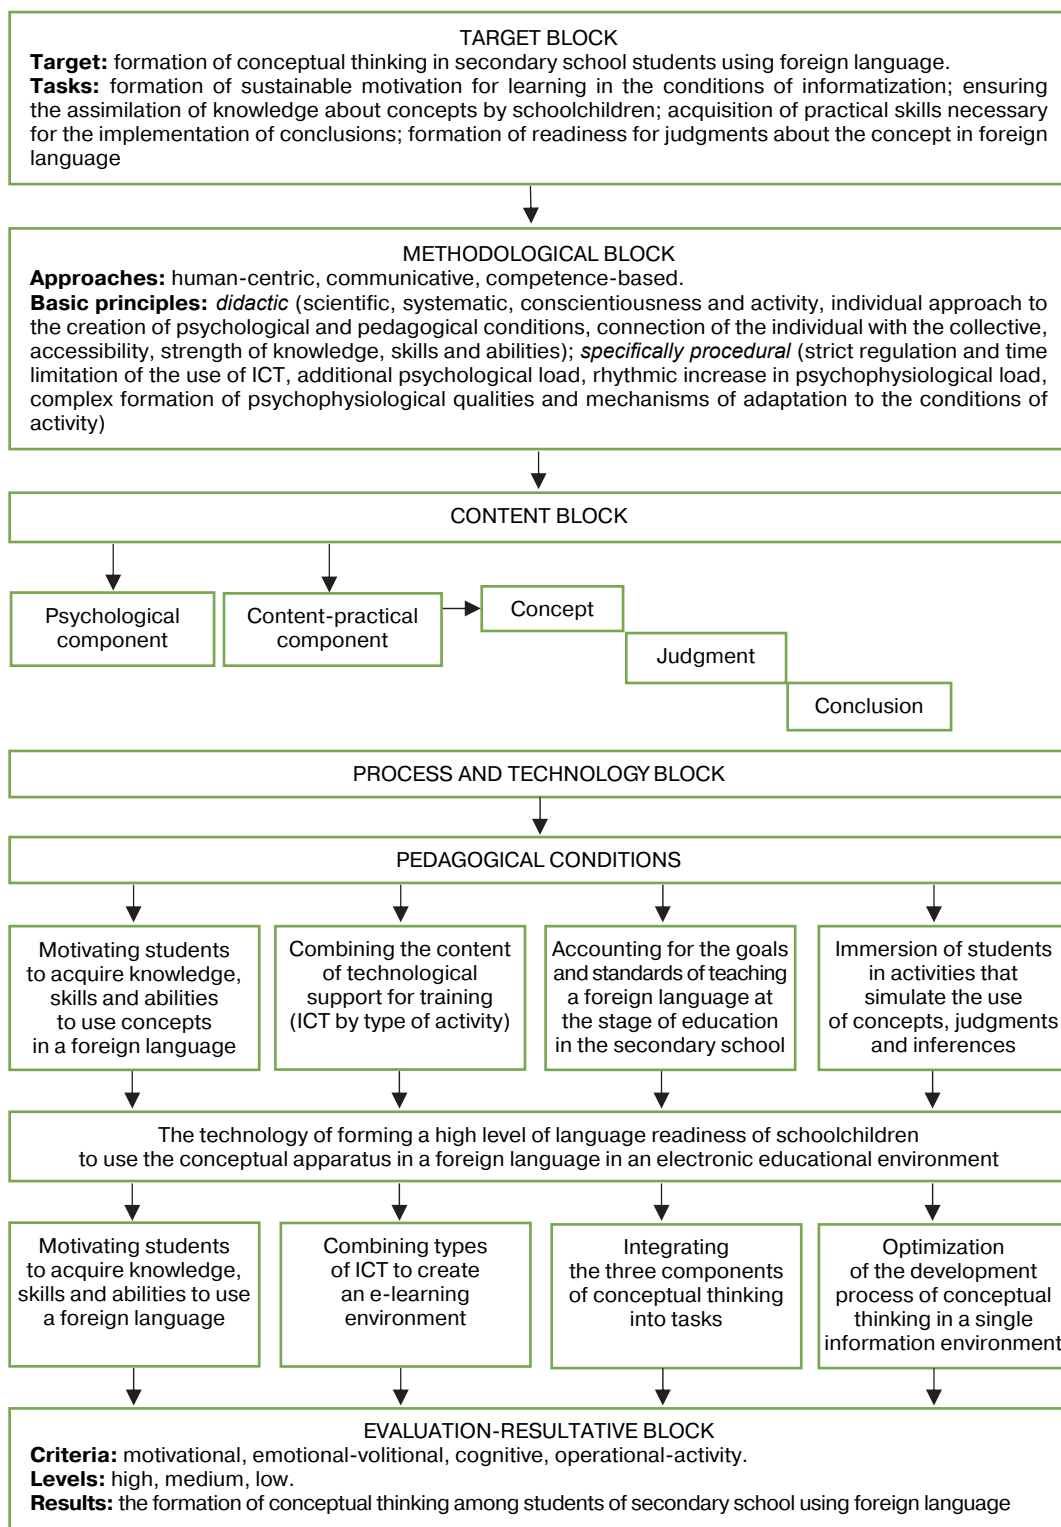 TARGET BLOCK
Target: formation of conceptual thinking in secondary school students using foreign language.
Tasks: formation of sustainable motivation for learning in the conditions of informatization; ensuring
the assimilation of knowledge about concepts by schoolchildren; acquisition of practical skills necessary
for the implementation of conclusions; formation of readiness for judgments about the concept in foreign
language
METHODOLOGICAL BLOCK
Approaches: human-centric, communicative, competence-based.
Basic principles: didactic (scientific, systematic, conscientiousness and activity, individual approach to
the creation of psychological and pedagogical conditions, connection of the individual with the collective,
accessibility, strength of knowledge, skills and abilities); specifically procedural (strict regulation and time
limitation of the use of ICT, additional psychological load, rhythmic increase in psychophysiological load,
complex formation of psychophysiological qualities and mechanisms of adaptation to the conditions of
activity)
CONTENT BLOCK
Psychological
component
Content-practical
component
Concept
Judgment
Conclusion
PROCESS AND TECHNOLOGY BLOCK
PEDAGOGICAL CONDITIONS
Motivating students
to acquire knowledge,
skills and abilities
to use concepts
in a foreign language
Combining the content
of technological
support for training
(ICT by type of activity)
Accounting for the goals
and standards of teaching
a foreign language at
the stage of education
in the secondary school
Immersion of students
in activities that
simulate the use
of concepts, judgments
and inferences
The technology of forming a high level of language readiness of schoolchildren
to use the conceptual apparatus in a foreign language in an electronic educational environment
Motivating students
to acquire knowledge,
skills and abilities to use
a foreign language
Combining types
of ICT to create
an e-learning
environment
Integrating
the three components
of conceptual thinking
into tasks
Optimization
of the development
process of conceptual
thinking in a single
information environment
EVALUATION-RESULTATIVE BLOCK
Criteria: motivational, emotional-volitional, cognitive, operational-activity.
Levels: high, medium, low.
Results: the formation of conceptual thinking among students of secondary school using foreign language